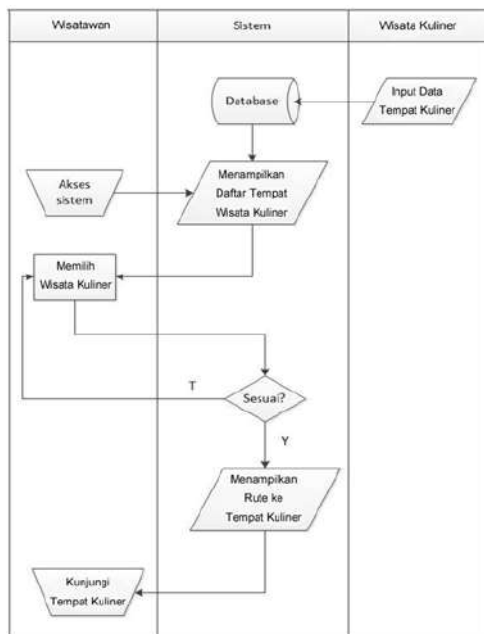 Wisatawan
Sistem
Wisata Kuliner
Database
Input Data
Tempat Kuliner
Akses
sistem
Menampilkan
Daftar Tempat
Wisata Kuliner
Memilih
Wisata Kuliner
T
Sesuai?
Y
Menampilkan
Rute ke
Tempat Kuliner
Kunjungi
Tempat Kuliner